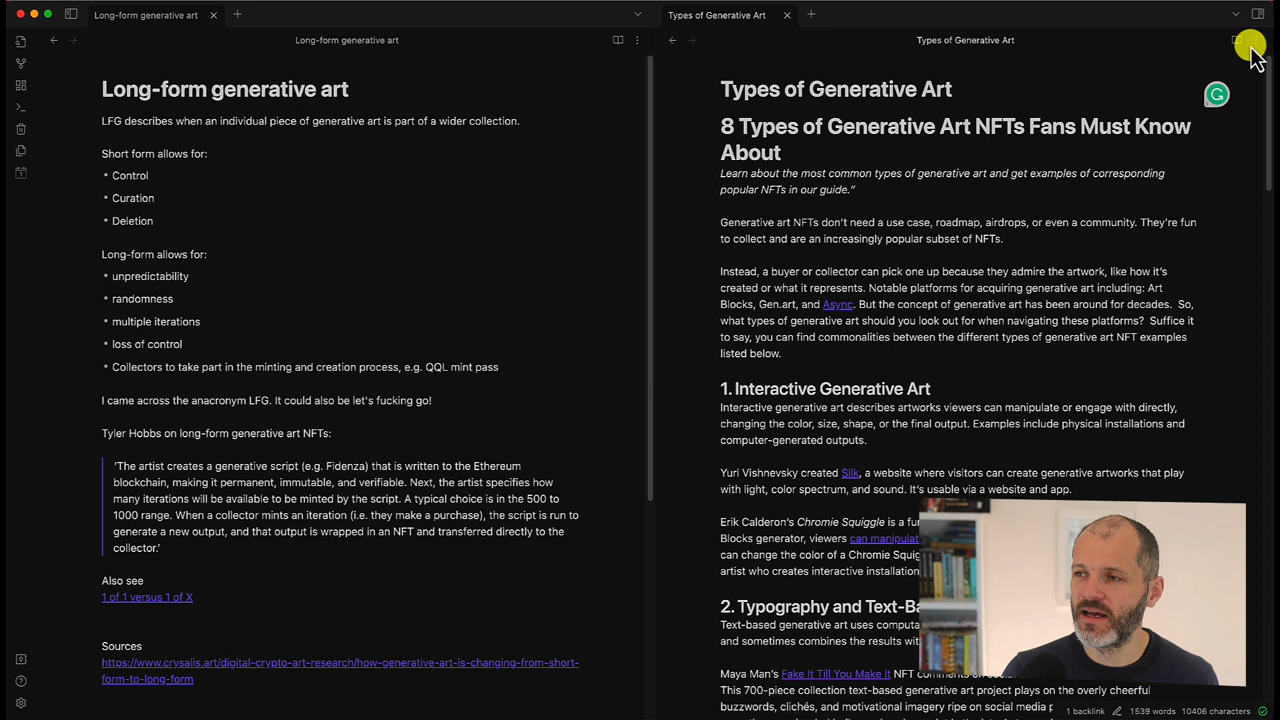 Long-form generative art
Types of Generative Art
Long-form generative art
Types of Generative Art
Long-form generative art
LFG describes when an individual piece of generative art is part of a wider collection.
Short form allows for:
Control
Curation
Deletion
Long-form allows for:
unpredictability
randomness
multiple iterations
loss of control
Collectors to take part in the minting and creation process, e.g. QQL mint pass
I came across the anacronym LFG. It could also be let's fucking go!
Tyler Hobbs on long-form generative art NFTs:
'The artist creates a generative script (e.g. Fidenza) that is written to the Ethereum
blockchain, making it permanent, immutable, and verifiable. Next, the artist specifies how
many iterations will be available to be minted by the script. A typical choice is in the 500 to
1000 range. When a collector mints an iteration (i.e. they make a purchase), the script is run to
generate a new output, and that output is wrapped in an NFT and transferred directly to the
collector.'
Also see
1 of 1 versus 1 of X
Sources
https://www.crysalis.art/digital-crypto-art-research/how-generative-art-is-changing-from-short-
form-to-long-form
Types of Generative Art
8 Types of Generative Art NFTs Fans Must Know
About
Learn about the most common types of generative art and get examples of corresponding
popular NFTs in our guide."
Generative art NFTs don't need a use case, roadmap, airdrops, or even a community. They're fun
to collect and are an increasingly popular subset of NFTs.
Instead, a buyer or collector can pick one up because they admire the artwork, like how it's
created or what it represents. Notable platforms for acquiring generative art including: Art
Blocks, Gen.art, and Async. But the concept of generative art has been around for decades. So,
what types of generative art should you look out for when navigating these platforms? Suffice it
to say, you can find commonalities between the different types of generative art NFT examples
listed below.
1. Interactive Generative Art
Interactive generative art describes artworks viewers can manipulate or engage with directly,
changing the color, size, shape, or the final output. Examples include physical installations and
computer-generated outputs.
Yuri Vishnevsky created Silk, a website where visitors can create generative artworks that play
with light, color spectrum, and sound. It's usable via a website and app.
Erik Calderon's Chromie Squiggle is a fu
Blocks generator, viewers can manipulat
can change the color of a Chromie Squig
artist who creates interactive installation
2. Typography and Text-Ba
Text-based generative art uses computa
and sometimes combines the results wit
Maya Man's Fake It Till You Make It NFT comments on social m
This 700-piece collection text-based generative art project plays on the overly cheerful
buzzwords, clichés, and motivational imagery ripe on social media p
1 backlink 1539 words 10406 characters